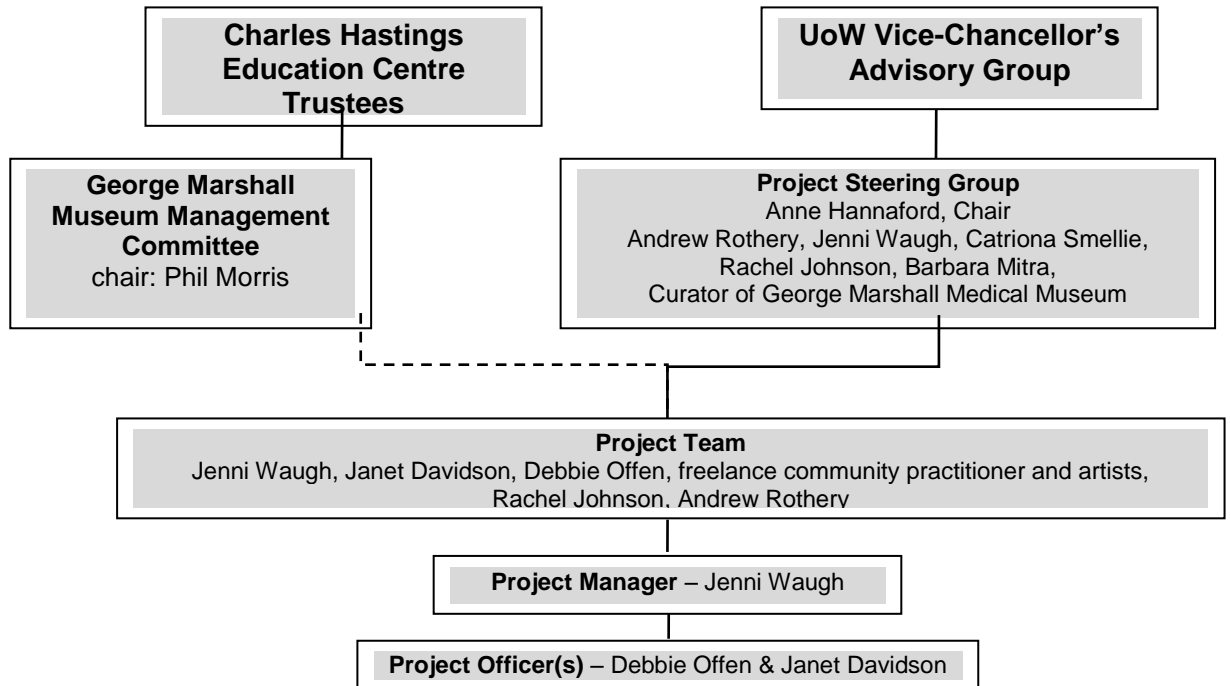 Charles Hastings
Education Centre
Trustees
UoW Vice-Chancellor’s
Advisory Group
George Marshall
Museum Management
Committee
chair: Phil Morris
Project Steering Group
Anne Hannaford, Chair
Andrew Rothery, Jenni Waugh, Catriona Smellie,
Rachel Johnson, Barbara Mitra,
Curator of George Marshall Medical Museum
Project Team
Jenni Waugh, Janet Davidson, Debbie Offen, freelance community practitioner and artists,
Rachel Johnson, Andrew Rothery
Project Manager – Jenni Waugh
Project Officer(s) – Debbie Offen & Janet Davidson